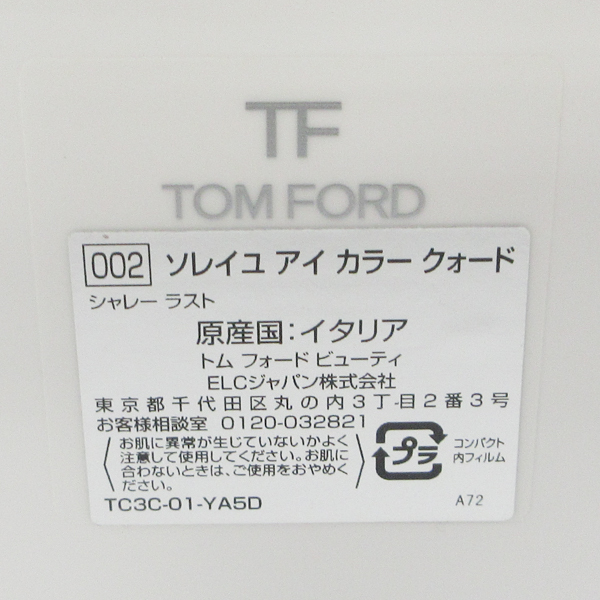 TF
TOM FORD
002 ソレイユ アイ カラー クォード
シャレー ラスト
原産国：イタリア
トム フォード ビューティ
ELCジャパン株式会社
東京都千代田区丸の内3丁目2番3号
お客様相談室 0120-032821
お肌に異常が生じていないかよく
注意して使用してください。お肌に
合わないときは、ご使用をおやめく
ださい。
プラ
コンパクト
内フィルム
TC3C-01-YA5D
A72